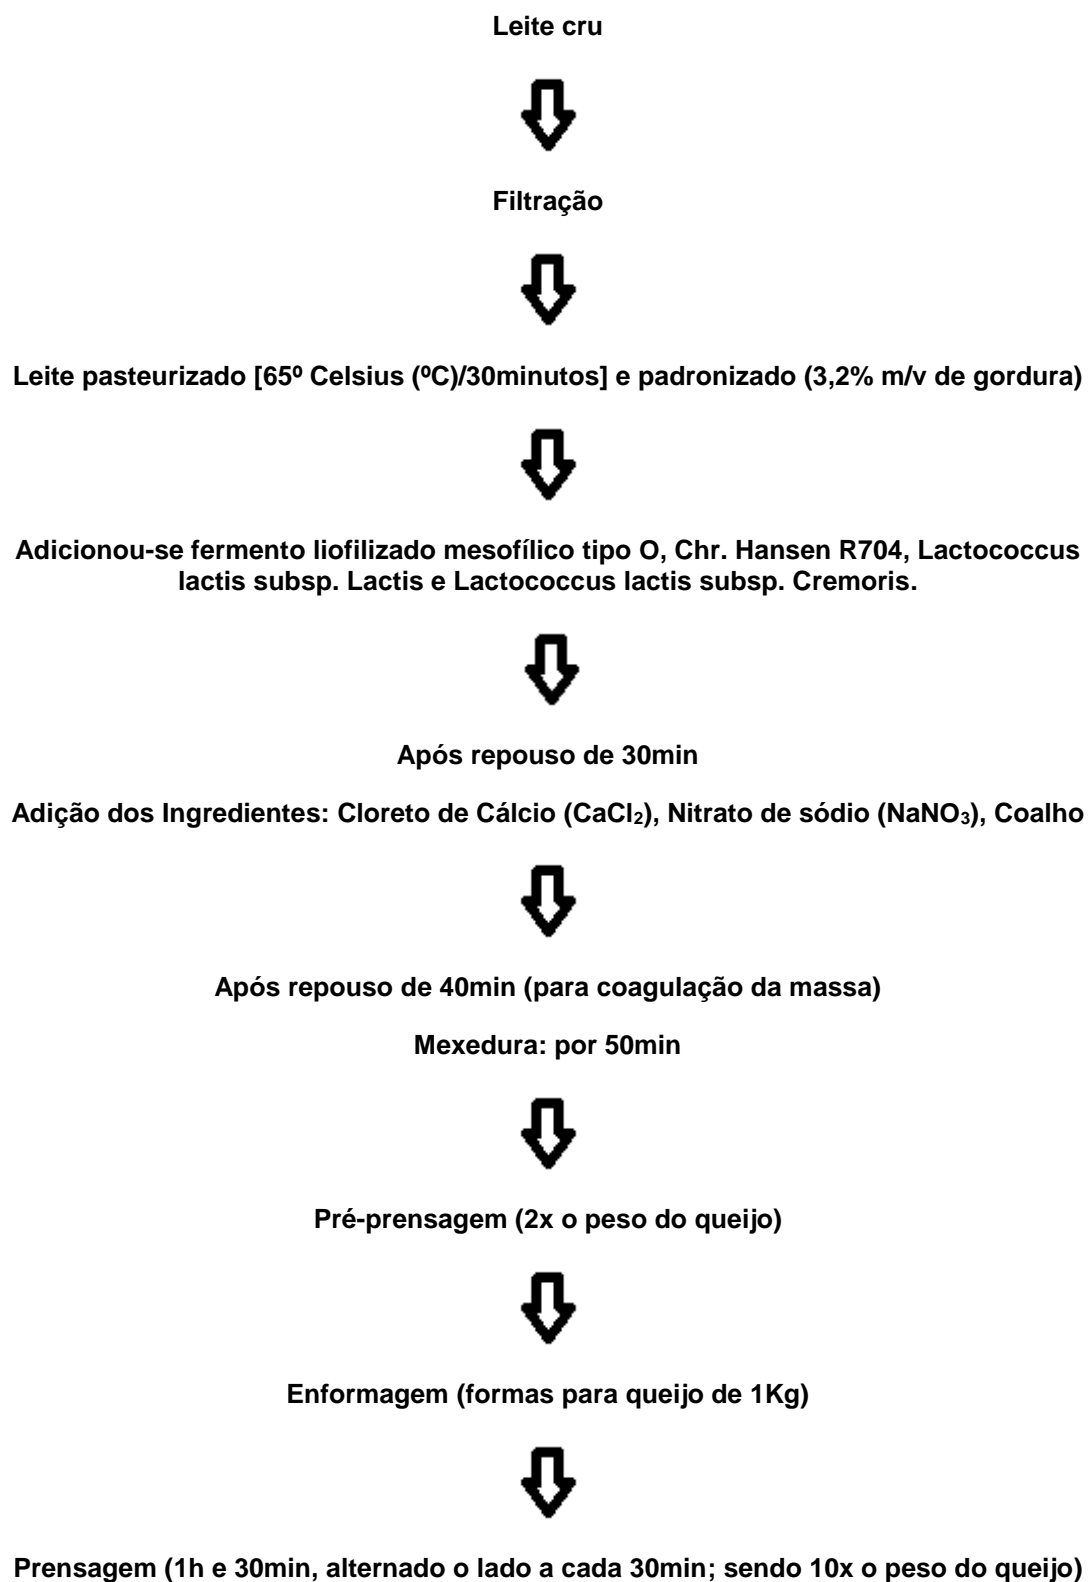 Leite cru
Filtração
Leite pasteurizado [65º Celsius (ºC)/30minutos] e padronizado (3,2% m/v de gordura)
Adicionou-se fermento liofilizado mesofílico tipo O, Chr. Hansen R704, Lactococcus
lactis subsp. Lactis e Lactococcus lactis subsp. Cremoris.
Após repouso de 30min
Adição dos Ingredientes: Cloreto de Cálcio (CaCl₂), Nitrato de sódio (NaNO₃), Coalho
Após repouso de 40min (para coagulação da massa)
Mexedura: por 50min
Pré-prensagem (2x o peso do queijo)
Enformagem (formas para queijo de 1Kg)
Prensagem (1h e 30min, alternado o lado a cada 30min; sendo 10x o peso do queijo)